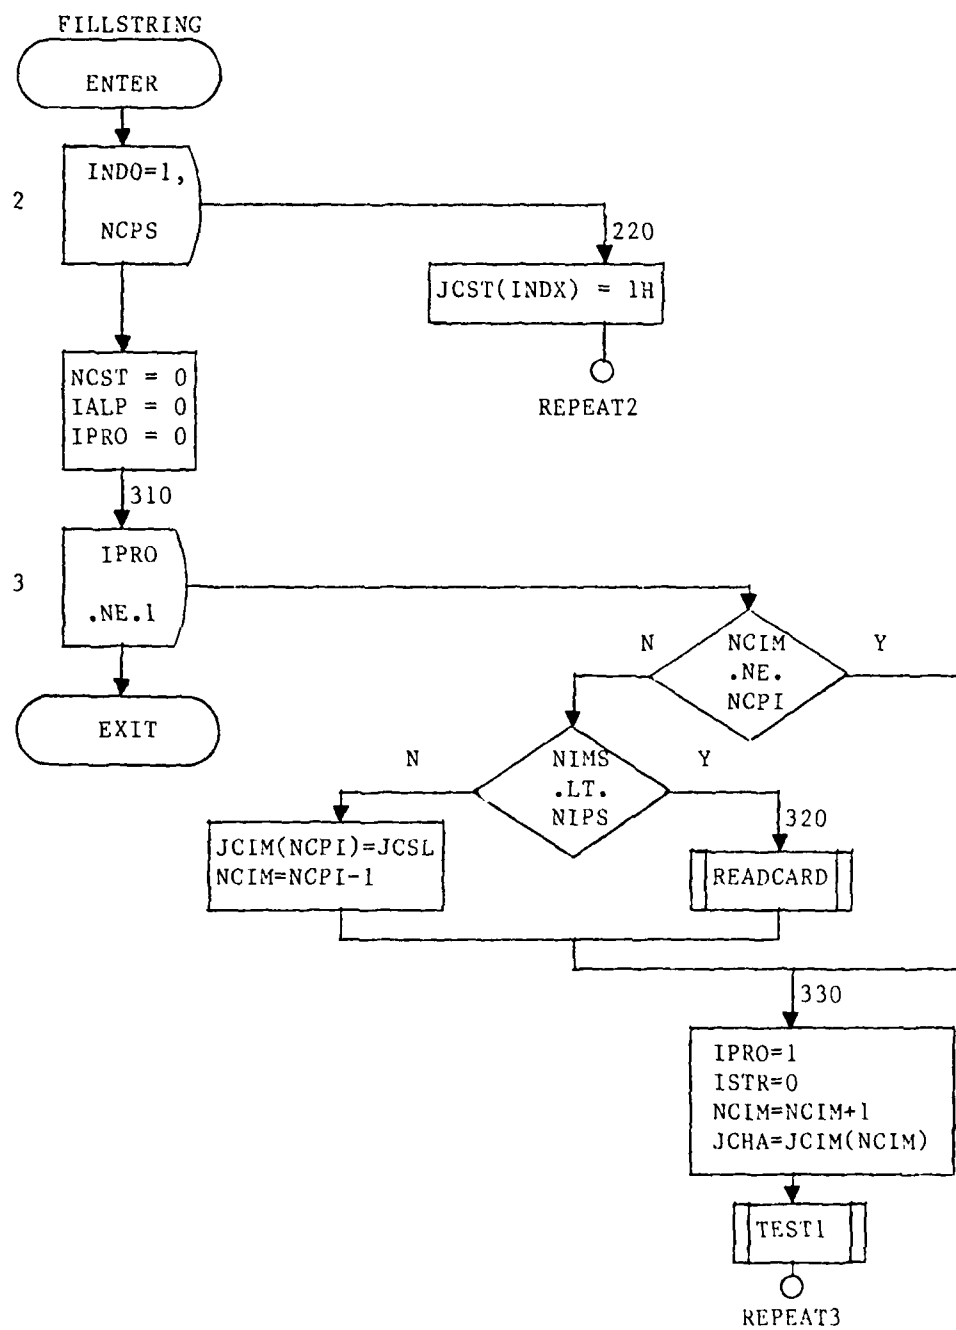 FILLSTRING
ENTER
2
INDO=1,
NCPS
220
JCST(INDX) = 1H
REPEAT2
NCST = 0
IALP = 0
IPRO = 0
310
3
IPRO
.NE.1
EXIT
N
NCIM
.NE.
NCPI
Y
N
NIMS
.LT.
NIPS
Y
JCIM(NCPI)=JCSL
NCIM=NCPI-1
320
READCARD
330
IPRO=1
ISTR=0
NCIM=NCIM+1
JCHA=JCIM(NCIM)
TEST1
REPEAT3